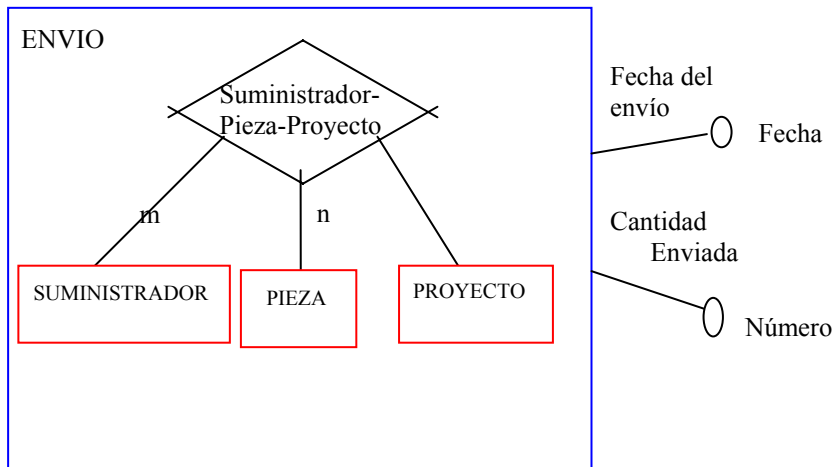 ENVIO
Suministrador-
Pieza-Proyecto
m
n
SUMINISTRADOR
PIEZA
PROYECTO
Fecha del
envío
Fecha
Cantidad
Enviada
Número